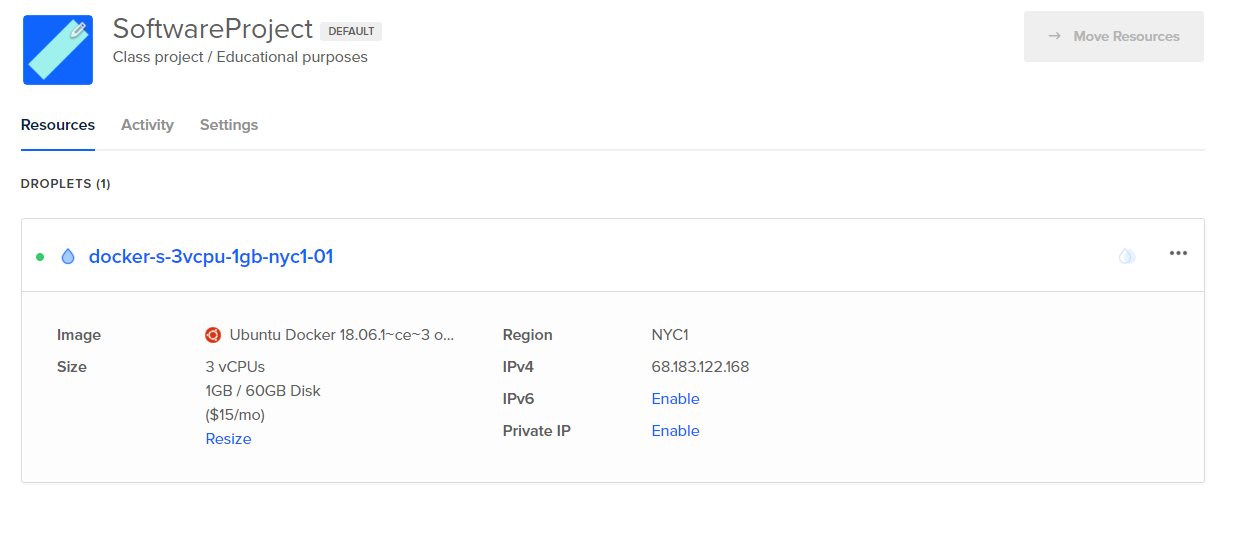 SoftwareProject DEFAULT
Class project / Educational purposes
→ Move Resources
Resources Activity Settings
DROPLETS (1)
docker-s-3vcpu-1gb-nyc1-01
Image Ubuntu Docker 18.06.1~ce~3 o... Region NYC1
Size 3 vCPUs IPv4 68.183.122.168
1GB / 60GB Disk IPv6 Enable
($15/mo) Private IP Enable
Resize